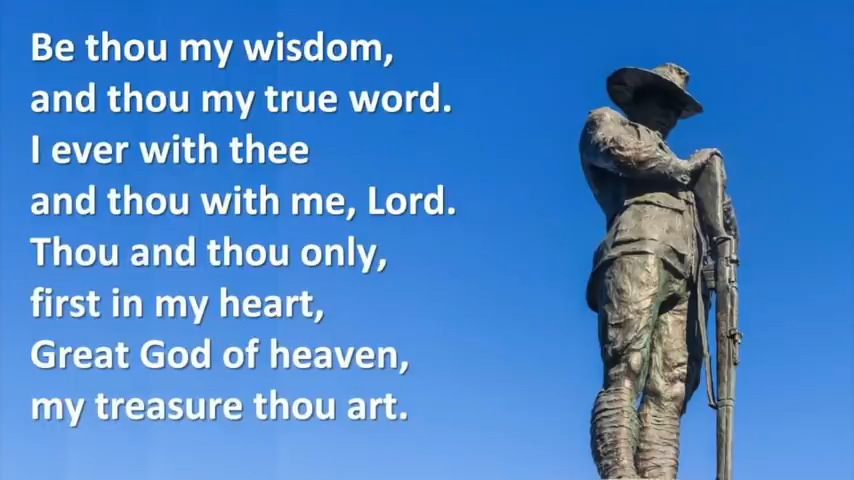 Be thou my wisdom,
and thou my true word.
I ever with thee
and thou with me, Lord.
Thou and thou only,
first in my heart,
Great God of heaven,
my treasure thou art.